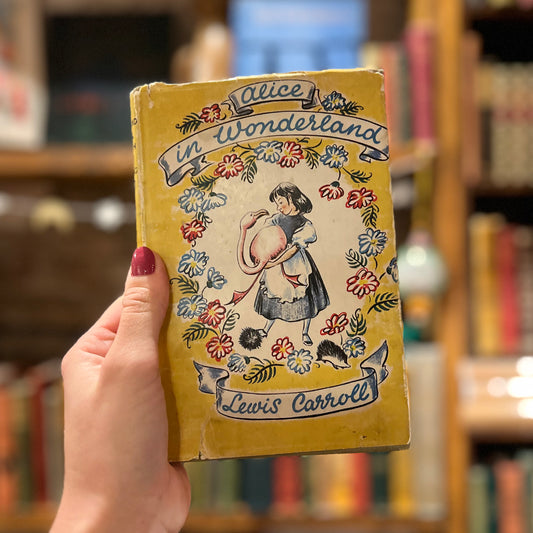 Alice
in Wonderland
Lewis Carroll